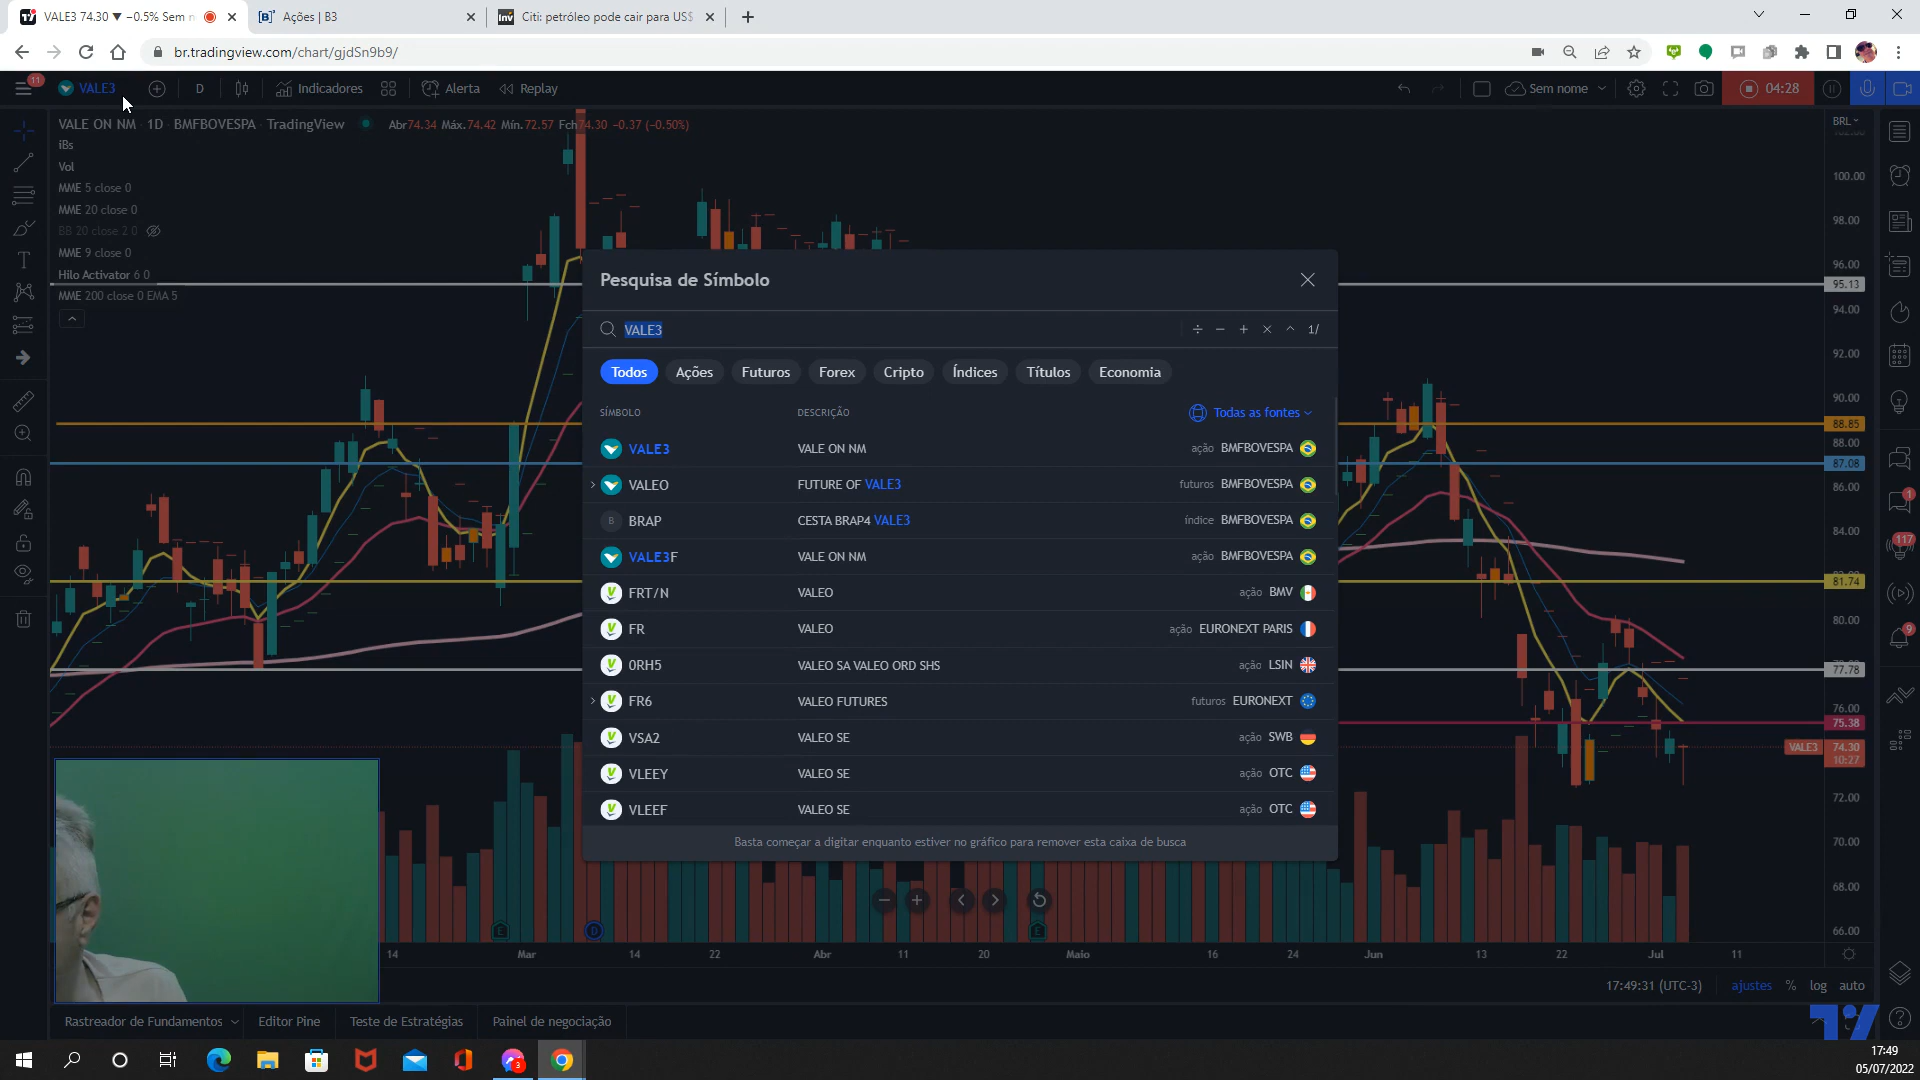 VALE3 74.30 ▼ −0.5% Sem n
Ações | B3
Citi: petróleo pode cair para US$
br.tradingview.com/chart/gjdSn9b9/
11
VALE3
D
Indicadores
Alerta
Replay
Sem nome
04:28
VALE ON NM · 1D · BMFBOVESPA · TradingView
Abr74.34 Máx.74.42 Mín.72.57 Fch74.30 −0.37 (−0.50%)
BRL
iBs
Vol
MME 5 close 0
MME 20 close 0
BB 20 close 2 0
MME 9 close 0
Hilo Activator 6 0
MME 200 close 0 EMA 5
Pesquisa de Símbolo
VALE3
÷ − + × ^ 1/
Todos
Ações
Futuros
Forex
Cripto
Índices
Títulos
Economia
SÍMBOLO
DESCRIÇÃO
Todas as fontes
VALE3 VALE ON NM ação BMFBOVESPA
VALEO FUTURE OF VALE3 futuros BMFBOVESPA
B BRAP CESTA BRAP4 VALE3 índice BMFBOVESPA
VALE3F VALE ON NM ação BMFBOVESPA
FRT/N VALEO ação BMV
FR VALEO ação EURONEXT PARIS
0RH5 VALEO SA VALEO ORD SHS ação LSIN
FR6 VALEO FUTURES futuros EURONEXT
VSA2 VALEO SE ação SWB
VLEEY VALEO SE ação OTC
VLEEF VALEO SE ação OTC
Basta começar a digitar enquanto estiver no gráfico para remover esta caixa de busca
100.00
98.00
96.00
95.13
94.00
92.00
90.00
88.85
88.00
87.08
86.00
84.00
81.74
80.00
77.78
76.00
75.38
VALE3 74.30
10:27
72.00
70.00
68.00
66.00
1
117
9
E
D
E
14
Mar
14
22
Abr
11
20
Maio
16
24
Jun
13
22
Jul
11
17:49:31 (UTC-3)
ajustes
%
log
auto
Rastreador de Fundamentos
Editor Pine
Teste de Estratégias
Painel de negociação
3
17:49
05/07/2022